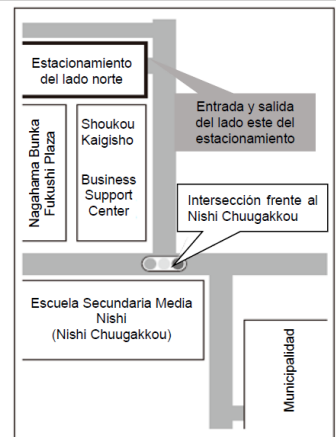 Estacionamiento
del lado norte
Entrada y salida
del lado este del
estacionamiento
Nagahama Bunka
Fukushi Plaza
Shoukou
Kaigisho
Business
Support
Center
Intersección frente al
Nishi Chuugakkou
Escuela Secundaria Media
Nishi
(Nishi Chuugakkou)
Municipalidad